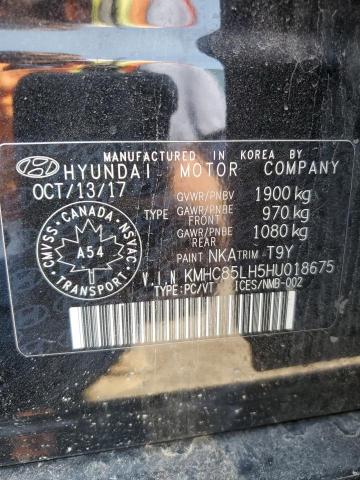 MANUFACTURED IN KOREA BY
HYUNDAI MOTOR COMPANY
OCT/13/17
GVWR/PNBV 1900 kg
TYPE GAWR/PNBE FRONT 970 kg
GAWR/PNBE REAR 1080 kg
PAINT NKA TRIM T9Y
V.I.N KMHC85LH5HU018675
TYPE:PC/VT ICES/NMB-002
CMVSS - CANADA - NSVAC
A54
TRANSPORT